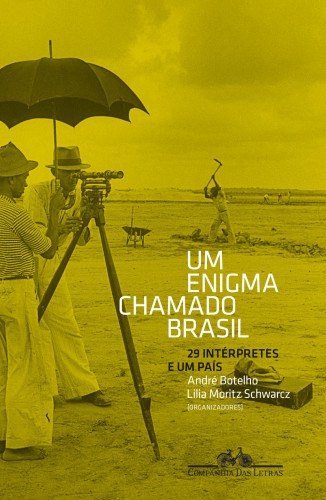 UM
ENIGMA
CHAMADO
BRASIL
29 INTÉRPRETES
E UM PAÍS
André Botelho
Lilia Moritz Schwarcz
[ORGANIZADORES]
COMPANHIA DAS LETRAS